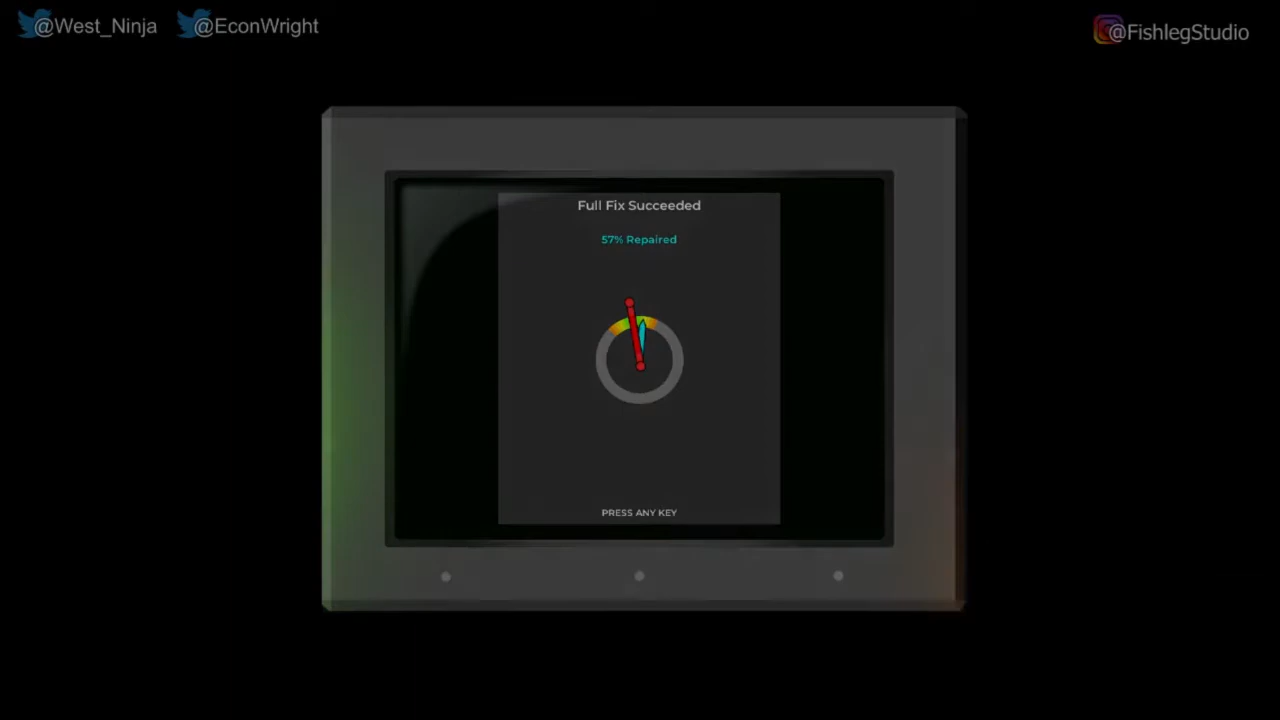 @West_Ninja @EconWright
@FishlegStudio
Full Fix Succeeded
57% Repaired
PRESS ANY KEY